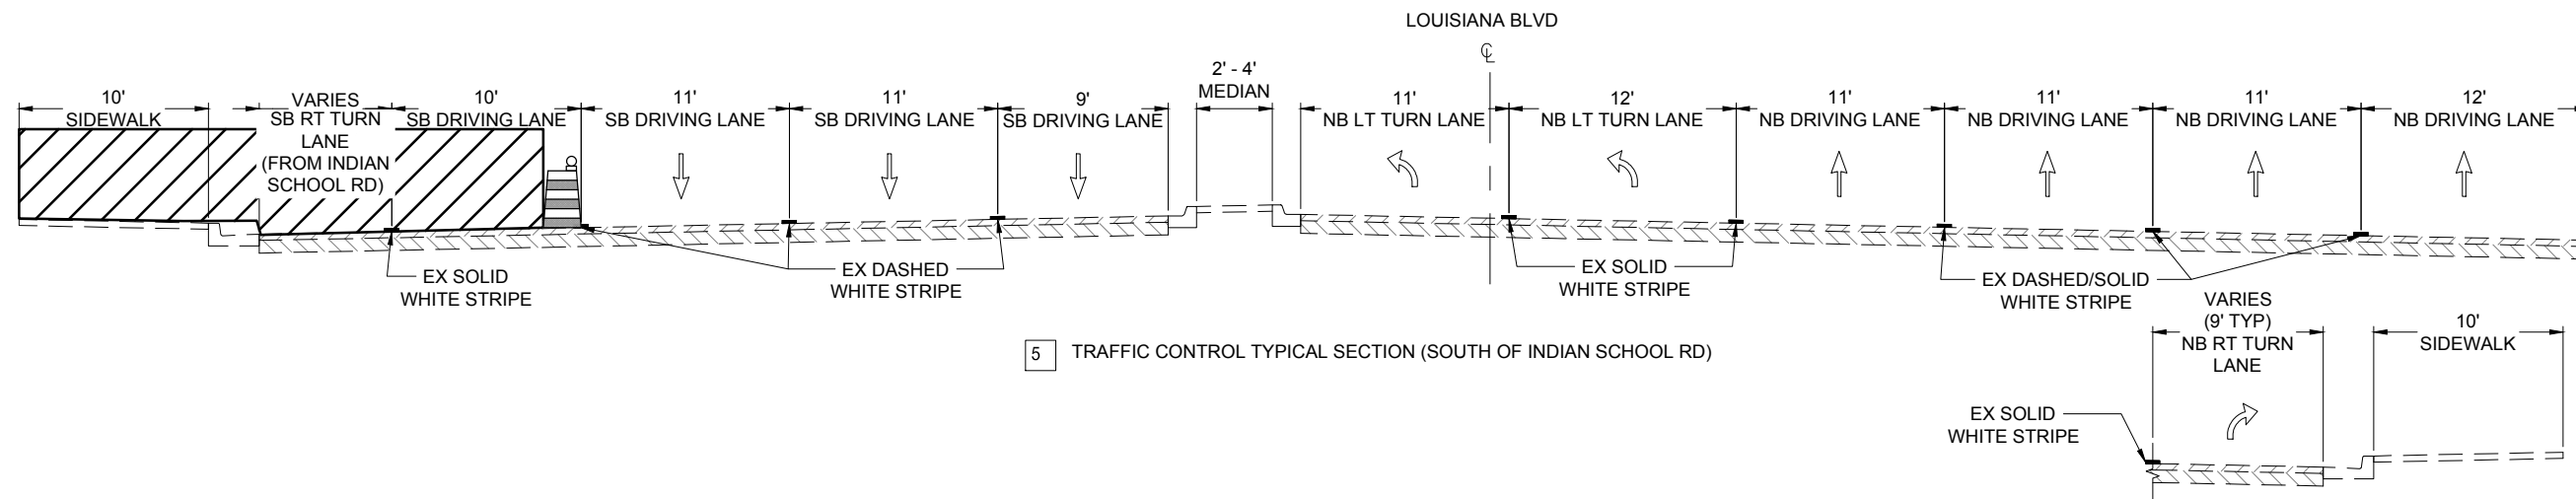 LOUISIANA BLVD
℄
10'
SIDEWALK
VARIES
SB RT TURN
LANE
(FROM INDIAN
SCHOOL RD)
10'
SB DRIVING LANE
11'
SB DRIVING LANE
11'
SB DRIVING LANE
9'
SB DRIVING LANE
2' - 4'
MEDIAN
11'
NB LT TURN LANE
12'
NB LT TURN LANE
11'
NB DRIVING LANE
11'
NB DRIVING LANE
11'
NB DRIVING LANE
12'
NB DRIVING LANE
EX SOLID
WHITE STRIPE
EX DASHED
WHITE STRIPE
EX SOLID
WHITE STRIPE
EX DASHED/SOLID
WHITE STRIPE
5 TRAFFIC CONTROL TYPICAL SECTION (SOUTH OF INDIAN SCHOOL RD)
VARIES
(9' TYP)
NB RT TURN
LANE
10'
SIDEWALK
EX SOLID
WHITE STRIPE